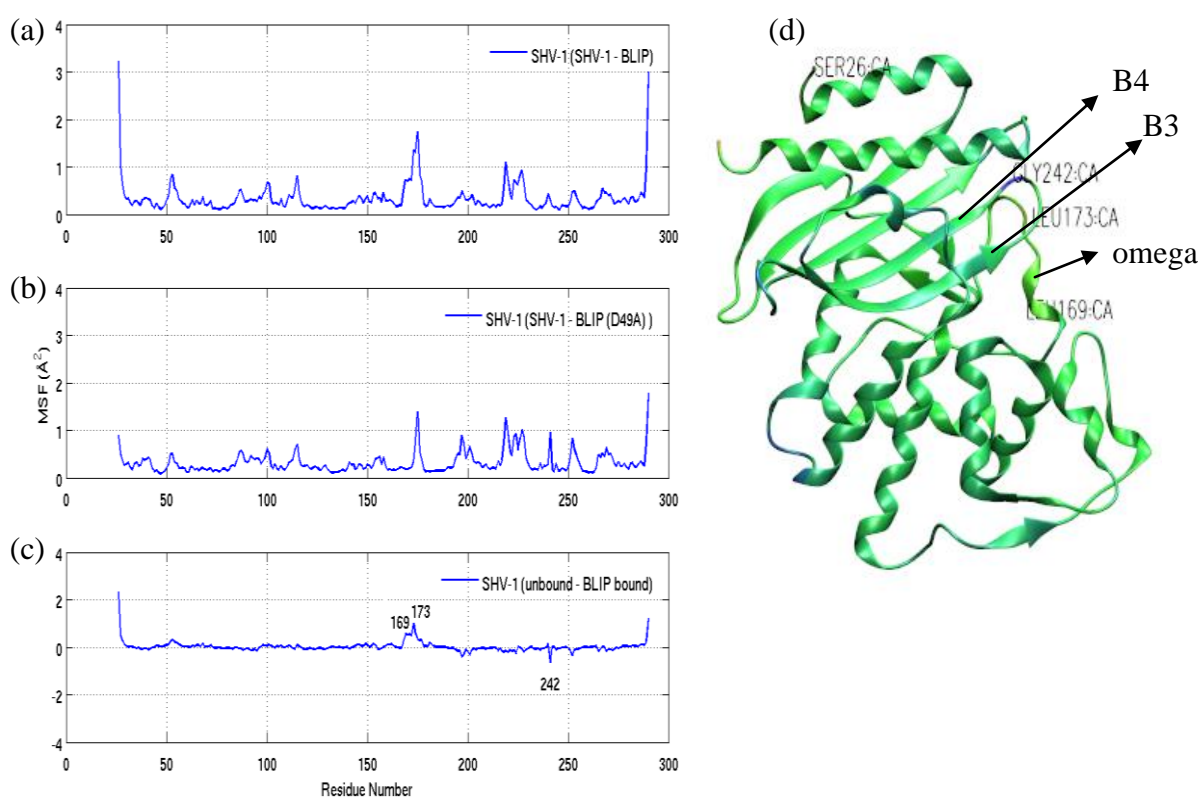 (a)
4
3
2
1
0
SHV-1 (SHV-1 - BLIP)
0 50 100 150 200 250 300
(b)
MSF (Å²)
4
3
2
1
0
SHV-1 (SHV-1 - BLIP (D49A) )
0 50 100 150 200 250 300
(c)
4
2
0
-2
-4
SHV-1 (unbound - BLIP bound)
169
173
242
0 50 100 150 200 250 300
Residue Number
(d)
SER26:CA
B4
B3
GLY242:CA
LEU173:CA
omega
LEU169:CA